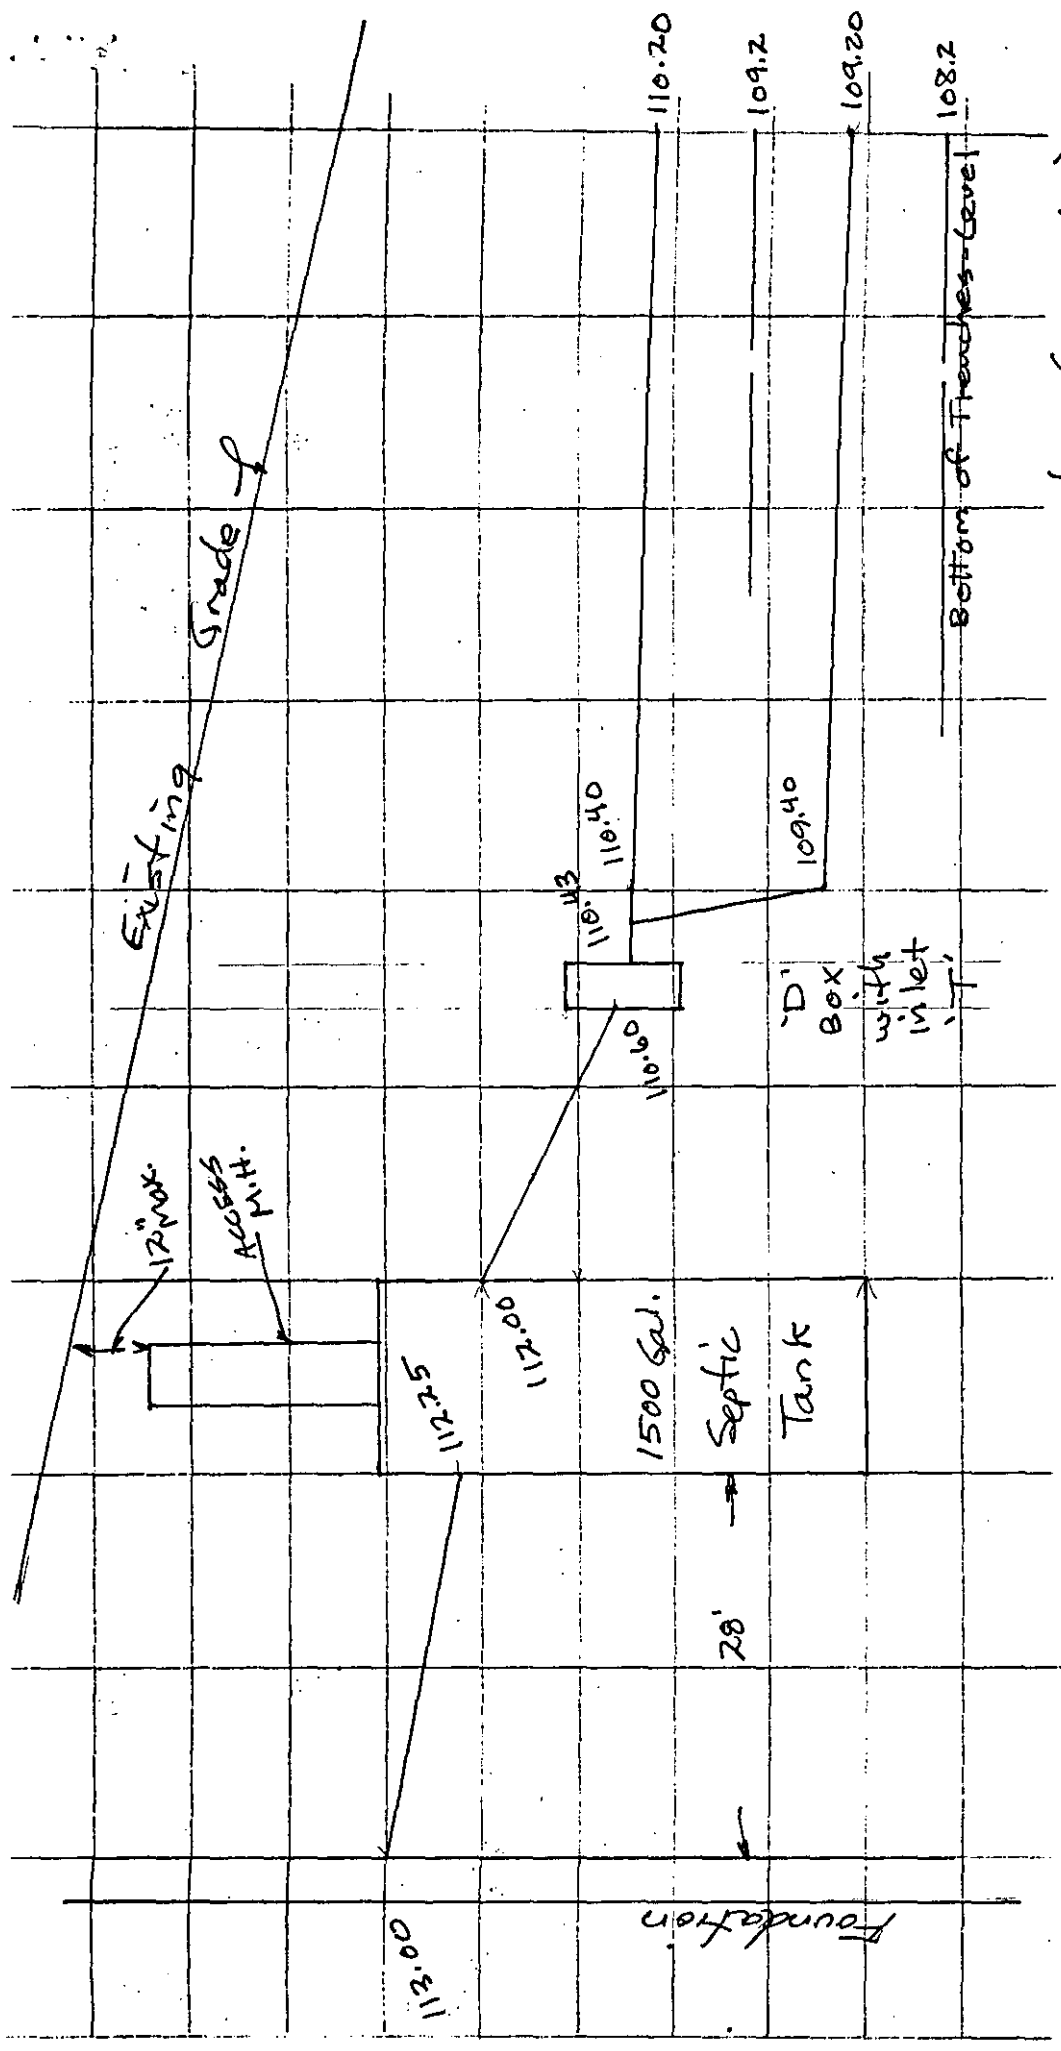 Existing Grade
12" Max.
Access
M.H.
113.00
112.25
112.00
110.60
110.43
110.40
110.20
109.2
109.40
109.20
108.2
Bottom of Trenches-Level
1500 Gal.
Septic
Tank
28'
'D'
Box
with
inlet
'T'
Foundation